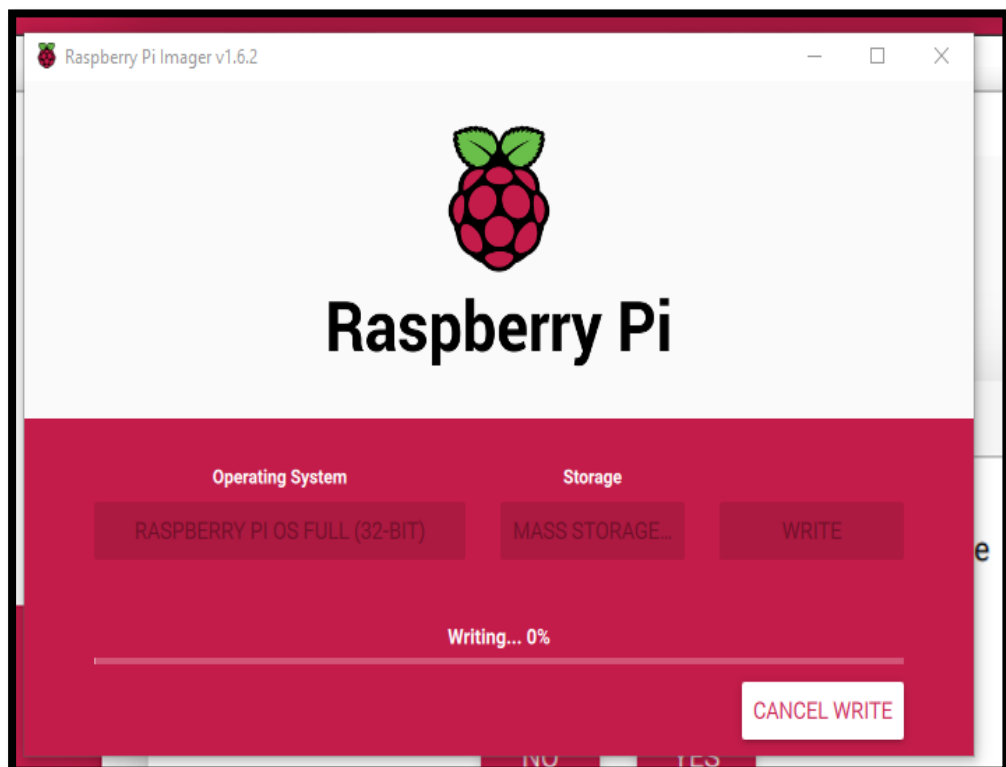 Raspberry Pi Imager v1.6.2
Raspberry Pi
Operating System
Storage
RASPBERRY PI OS FULL (32-BIT)
MASS STORAGE...
WRITE
e
Writing... 0%
CANCEL WRITE
NO
YES